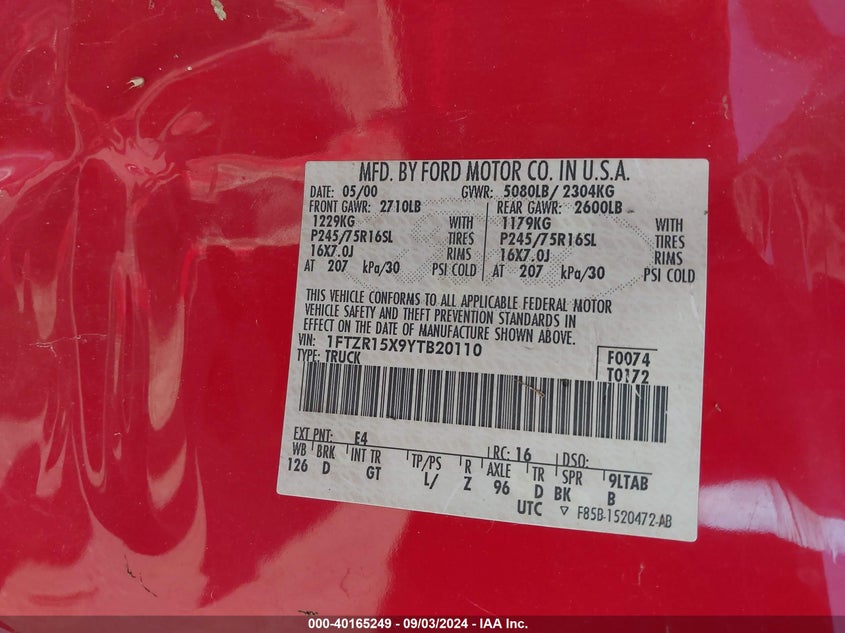 MFD. BY FORD MOTOR CO. IN U.S.A.
DATE: 05/00 GVWR: 5080LB/ 2304KG
FRONT GAWR: 2710LB REAR GAWR: 2600LB
1229KG WITH 1179KG WITH
P245/75R16SL TIRES P245/75R16SL TIRES
16X7.0J RIMS 16X7.0J RIMS
AT 207 kPa/30 PSI COLD AT 207 kPa/30 PSI COLD
THIS VEHICLE CONFORMS TO ALL APPLICABLE FEDERAL MOTOR
VEHICLE SAFETY AND THEFT PREVENTION STANDARDS IN
EFFECT ON THE DATE OF MANUFACTURE SHOWN ABOVE.
VIN: 1FTZR15X9YTB20110 F0074
TYPE: TRUCK T0172
EXT PNT: E4 RC: 16 DSO:
WB BRK INT TR TP/PS R AXLE TR SPR 9LTAB
126 D GT L/ Z 96 D BK B
UTC ▽ F85B-1520472-AB
000-40165249 - 09/03/2024 - IAA Inc.